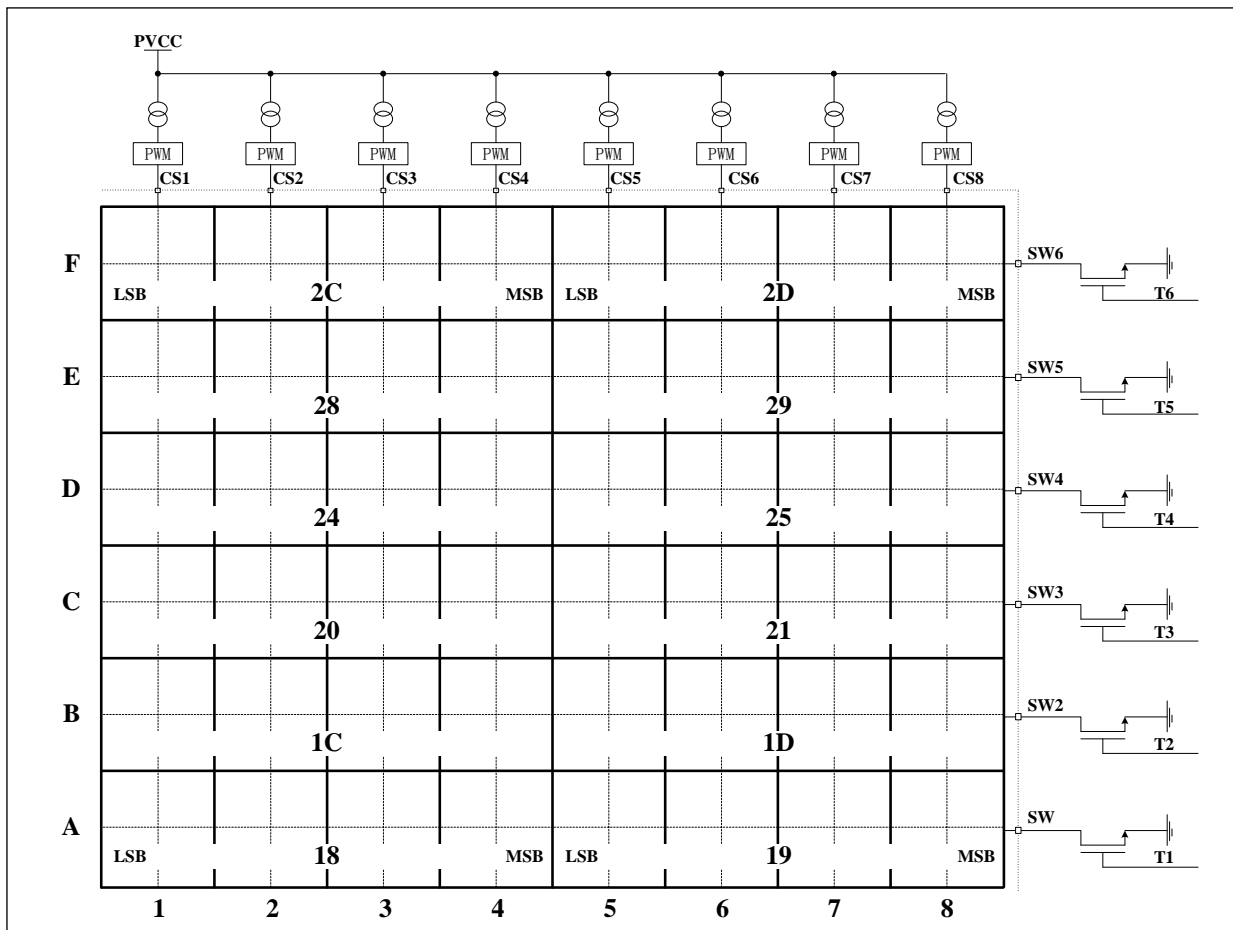 PVCC
PWM PWM PWM PWM PWM PWM PWM PWM
CS1 CS2 CS3 CS4 CS5 CS6 CS7 CS8
F SW6
LSB 2C MSB LSB 2D MSB T6
E SW5
28 29 T5
D SW4
24 25 T4
C SW3
20 21 T3
B SW2
1C 1D T2
A SW
LSB 18 MSB LSB 19 MSB T1
1 2 3 4 5 6 7 8